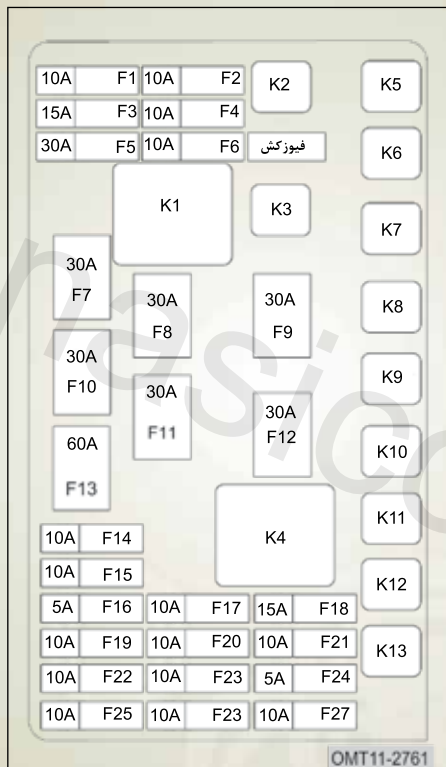 10A F1 10A F2 K2 K5
15A F3 10A F4
30A F5 10A F6 فیوزکش K6
K1 K3 K7
30A F7
30A F8
30A F9
K8
30A F10
30A F11
K9
30A F12
60A F13
K10
K4 K11
10A F14
10A F15 K12
5A F16 10A F17 15A F18
10A F19 10A F20 10A F21 K13
10A F22 10A F23 5A F24
10A F25 10A F23 10A F27
OMT11-2761
nasico